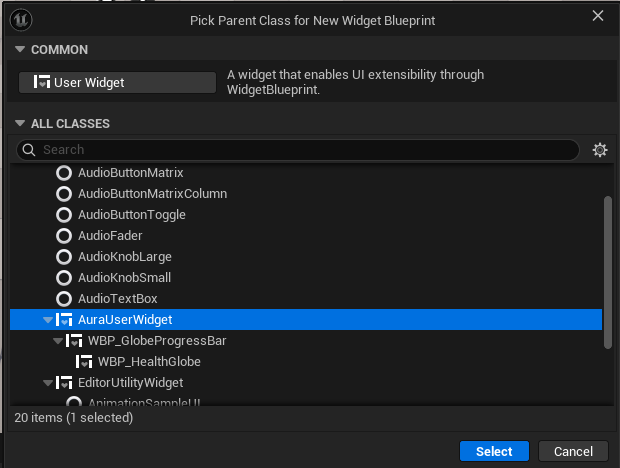 Pick Parent Class for New Widget Blueprint
COMMON
User Widget
A widget that enables UI extensibility through
WidgetBlueprint.
ALL CLASSES
Search
AudioButtonMatrix
AudioButtonMatrixColumn
AudioButtonToggle
AudioFader
AudioKnobLarge
AudioKnobSmall
AudioTextBox
AuraUserWidget
WBP_GlobeProgressBar
WBP_HealthGlobe
EditorUtilityWidget
AnimationSampleUI
20 items (1 selected)
Select
Cancel